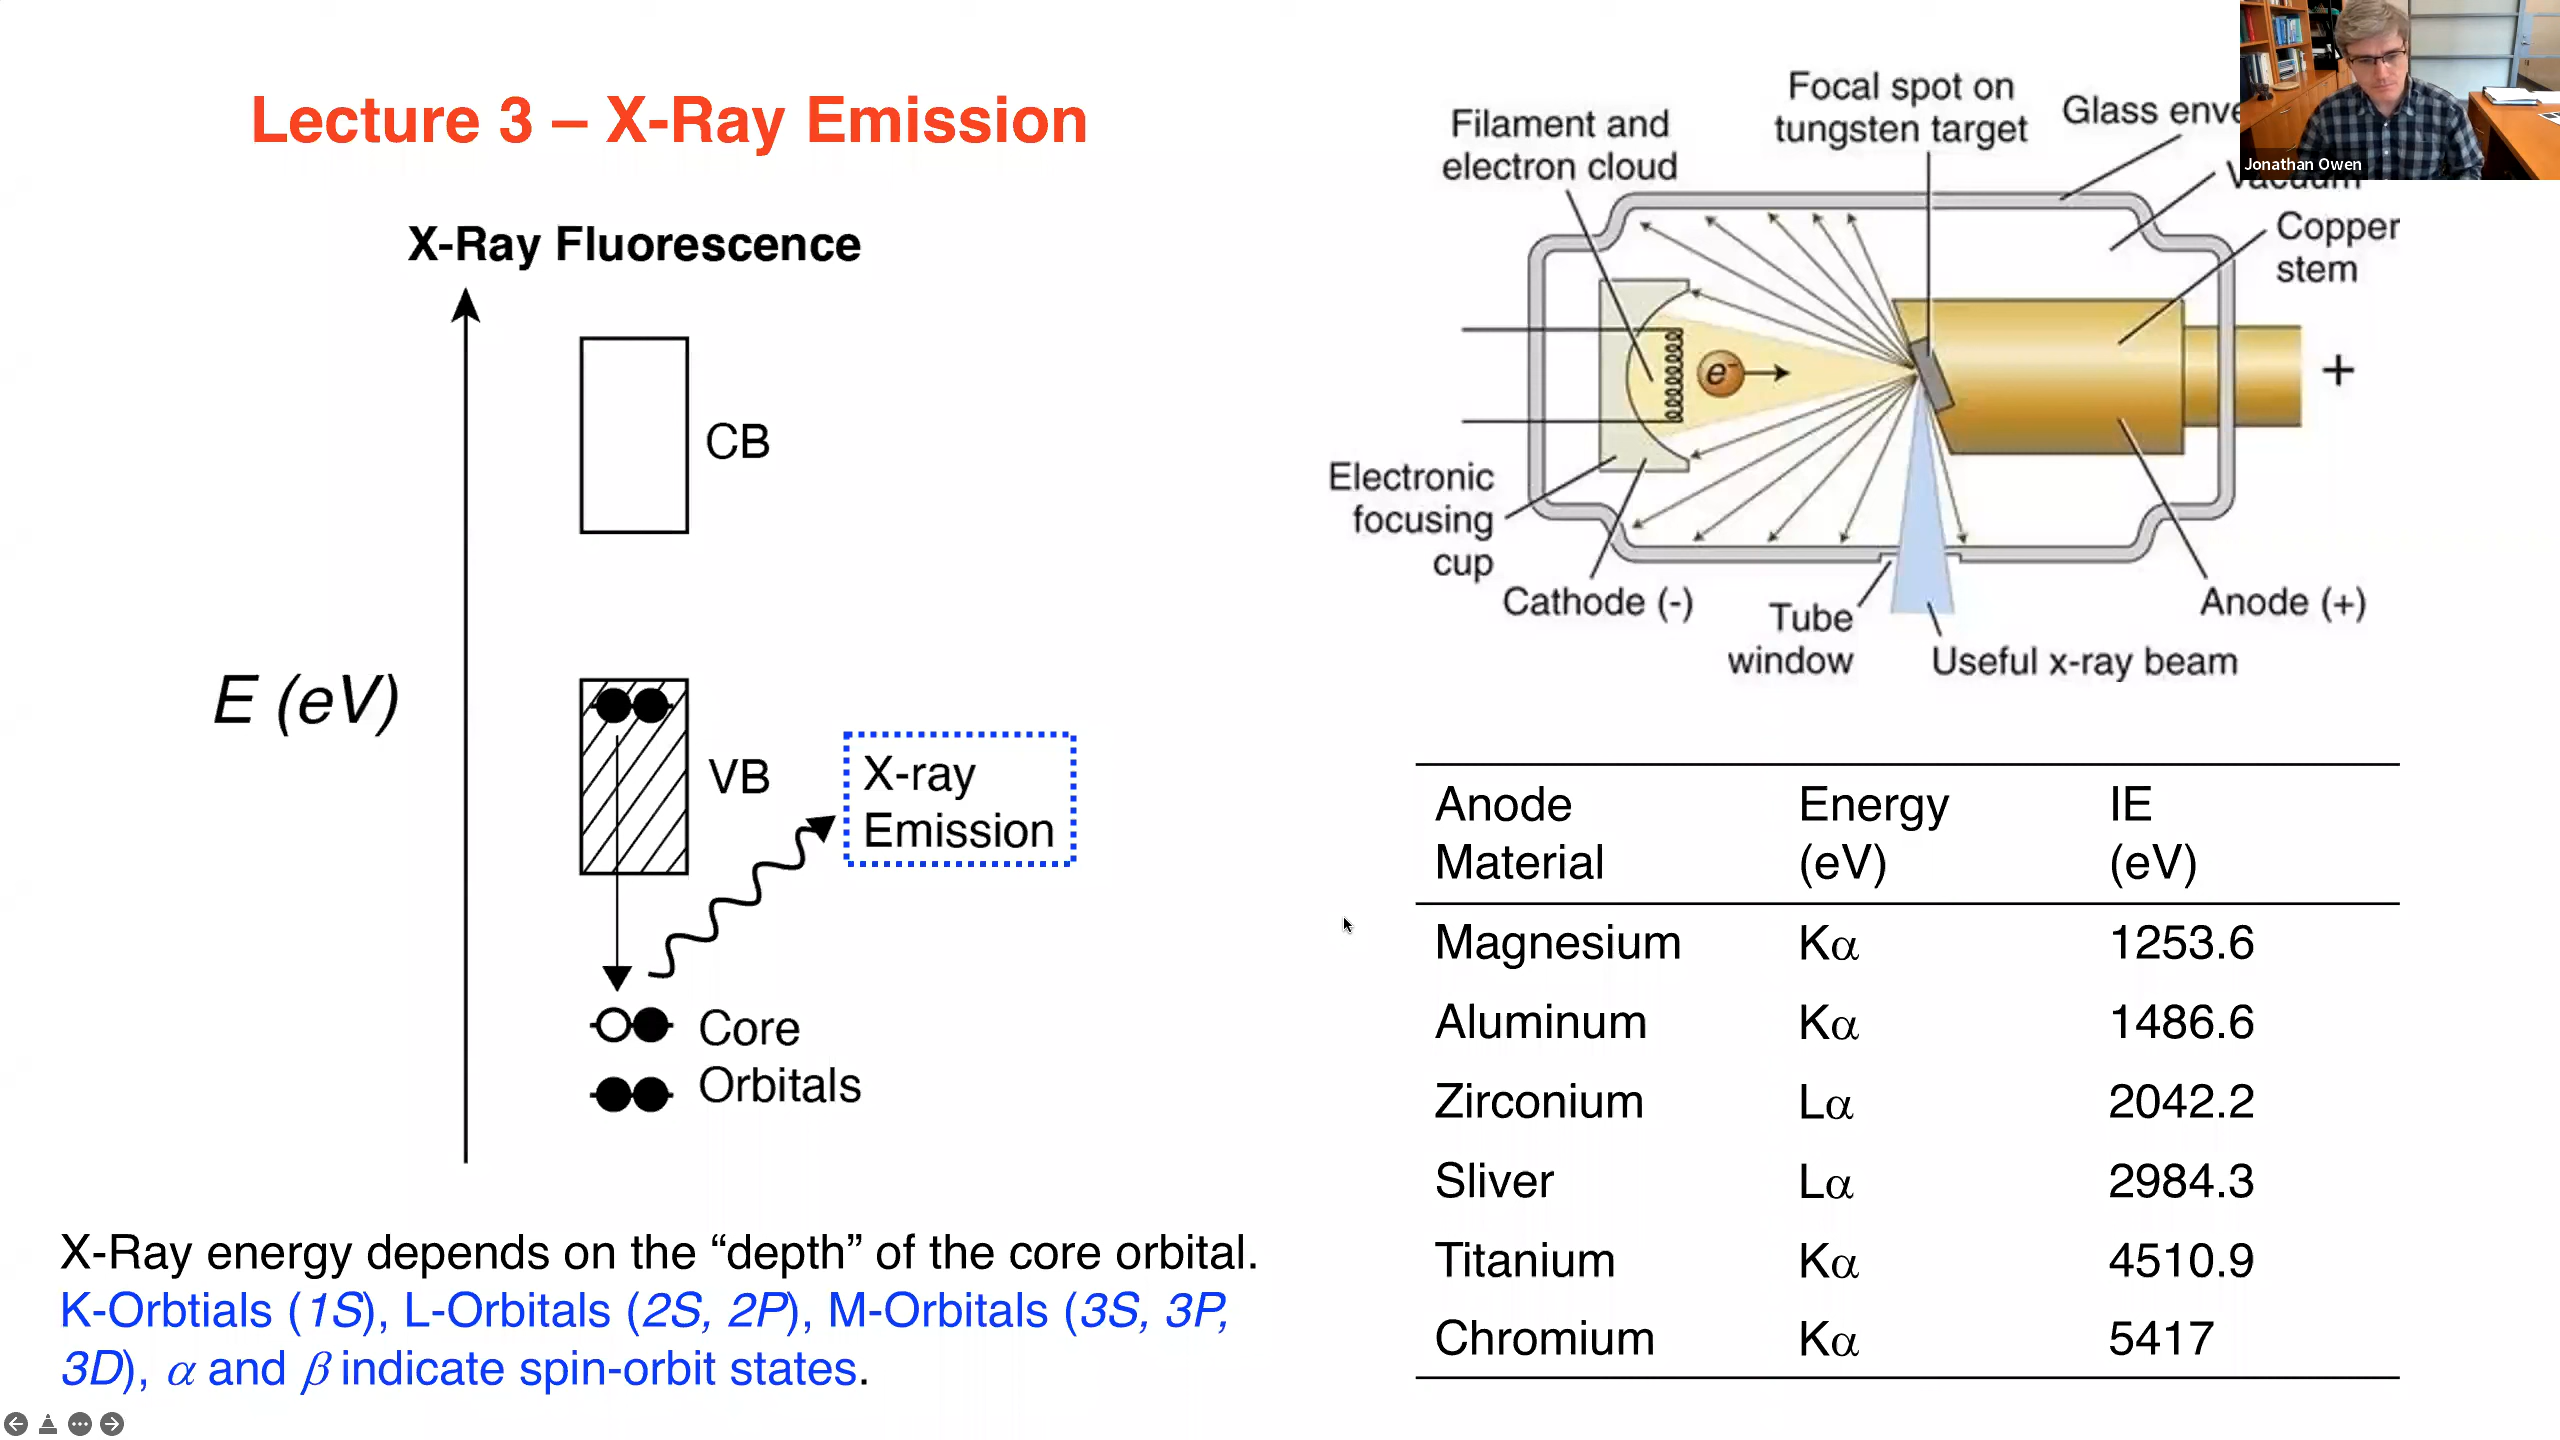 Lecture 3 – X-Ray Emission
X-Ray Fluorescence
E (eV)
CB
VB
X-ray
Emission
Core
Orbitals
X-Ray energy depends on the “depth” of the core orbital.
K-Orbtials (1S), L-Orbitals (2S, 2P), M-Orbitals (3S, 3P,
3D), α and β indicate spin-orbit states.
Filament and
electron cloud
Focal spot on
tungsten target
Glass enve
Vacuum
Copper
stem
e⁻
+
Electronic
focusing
cup
Cathode (-)
Tube
window
Useful x-ray beam
Anode (+)
Jonathan Owen
Anode Material Energy (eV) IE (eV)
Magnesium Kα 1253.6
Aluminum Kα 1486.6
Zirconium Lα 2042.2
Sliver Lα 2984.3
Titanium Kα 4510.9
Chromium Kα 5417